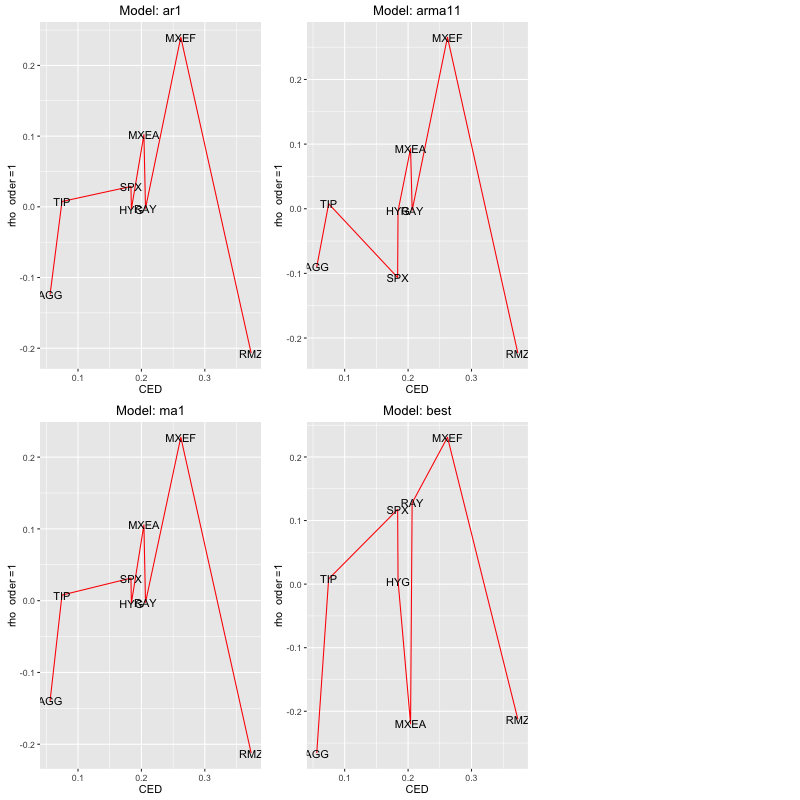 Model: ar1
0.2
0.1
0.0
-0.1
-0.2
rho order =1
MXEF
MXEA
SPX
TIP
HYG
RAY
AGG
RMZ
0.1
0.2
0.3
CED
Model: arma11
0.2
0.1
0.0
-0.1
-0.2
rho order =1
MXEF
MXEA
TIP
HYG
RAY
AGG
SPX
RMZ
0.1
0.2
0.3
CED
Model: ma1
0.2
0.1
0.0
-0.1
-0.2
rho order =1
MXEF
MXEA
SPX
TIP
HYG
RAY
AGG
RMZ
0.1
0.2
0.3
CED
Model: best
0.2
0.1
0.0
-0.1
-0.2
rho order =1
MXEF
RAY
SPX
TIP
HYG
RMZ
MXEA
AGG
0.1
0.2
0.3
CED